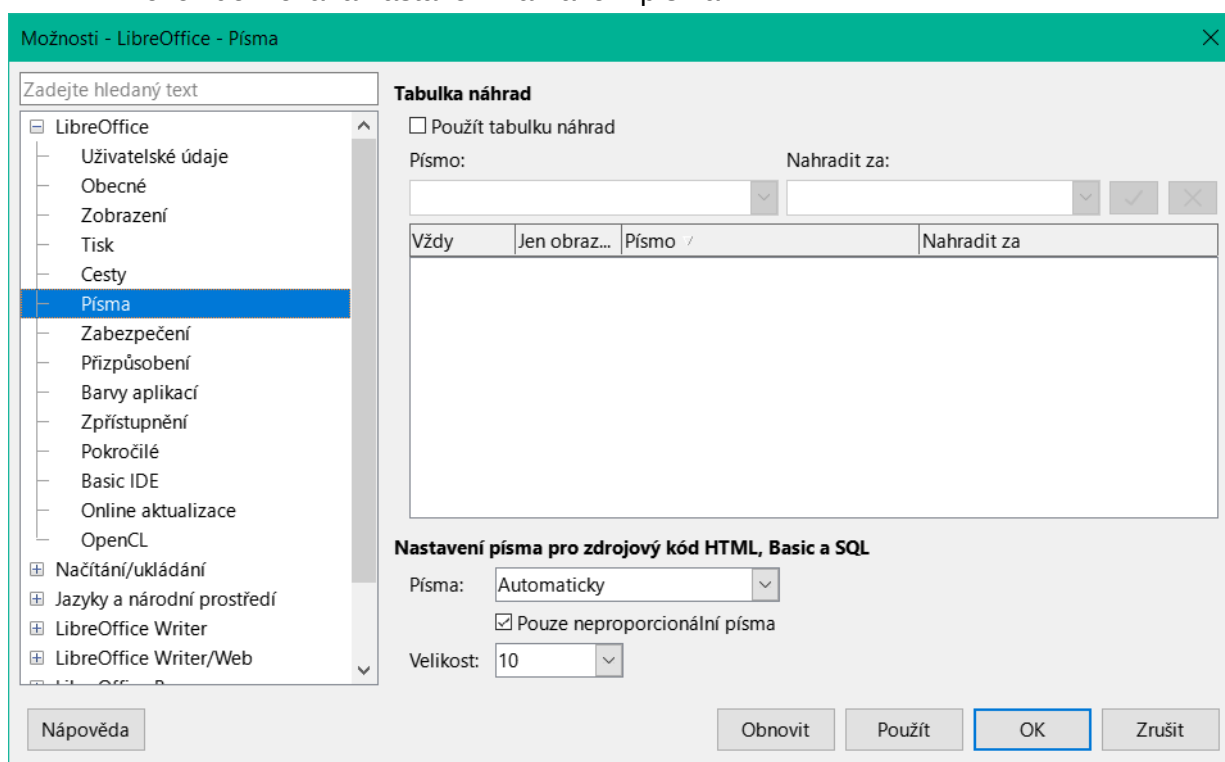 Možnosti - LibreOffice - Písma
Zadejte hledaný text
LibreOffice
Uživatelské údaje
Obecné
Zobrazení
Tisk
Cesty
Písma
Zabezpečení
Přizpůsobení
Barvy aplikací
Zpřístupnění
Pokročilé
Basic IDE
Online aktualizace
OpenCL
Načítání/ukládání
Jazyky a národní prostředí
LibreOffice Writer
LibreOffice Writer/Web
Tabulka náhrad
Použít tabulku náhrad
Písmo: Nahradit za:
Vždy Jen obraz... Písmo Nahradit za
Nastavení písma pro zdrojový kód HTML, Basic a SQL
Písma: Automaticky
Pouze neproporcionální písma
Velikost: 10
Nápověda Obnovit Použít OK Zrušit